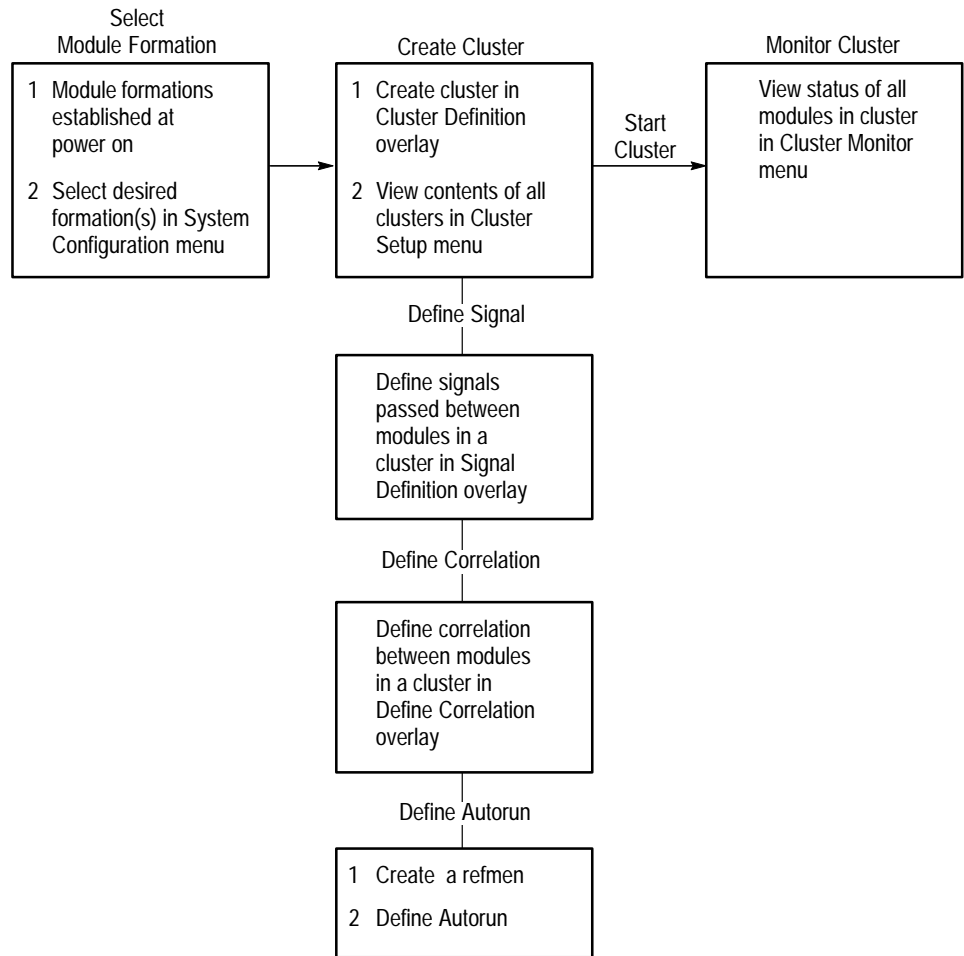 Select
Module Formation
1 Module formations
established at
power on
2 Select desired
formation(s) in System
Configuration menu
Create Cluster
1 Create cluster in
Cluster Definition
overlay
2 View contents of all
clusters in Cluster
Setup menu
Start
Cluster
Monitor Cluster
View status of all
modules in cluster
in Cluster Monitor
menu
Define Signal
Define signals
passed between
modules in a
cluster in Signal
Definition overlay
Define Correlation
Define correlation
between modules
in a cluster in
Define Correlation
overlay
Define Autorun
1 Create a refmen
2 Define Autorun